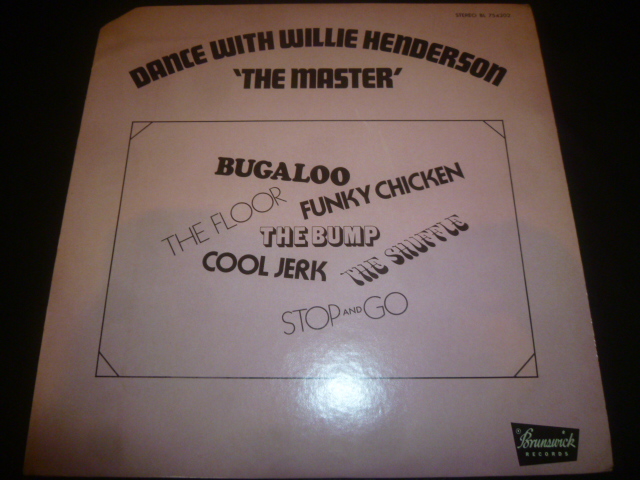 DANCE WITH WILLIE HENDERSON
'THE MASTER'
BUGALOO
THE FLOOR
FUNKY CHICKEN
THE BUMP
COOL JERK
THE SHUFFLE
STOP AND GO
Brunswick
RECORDS